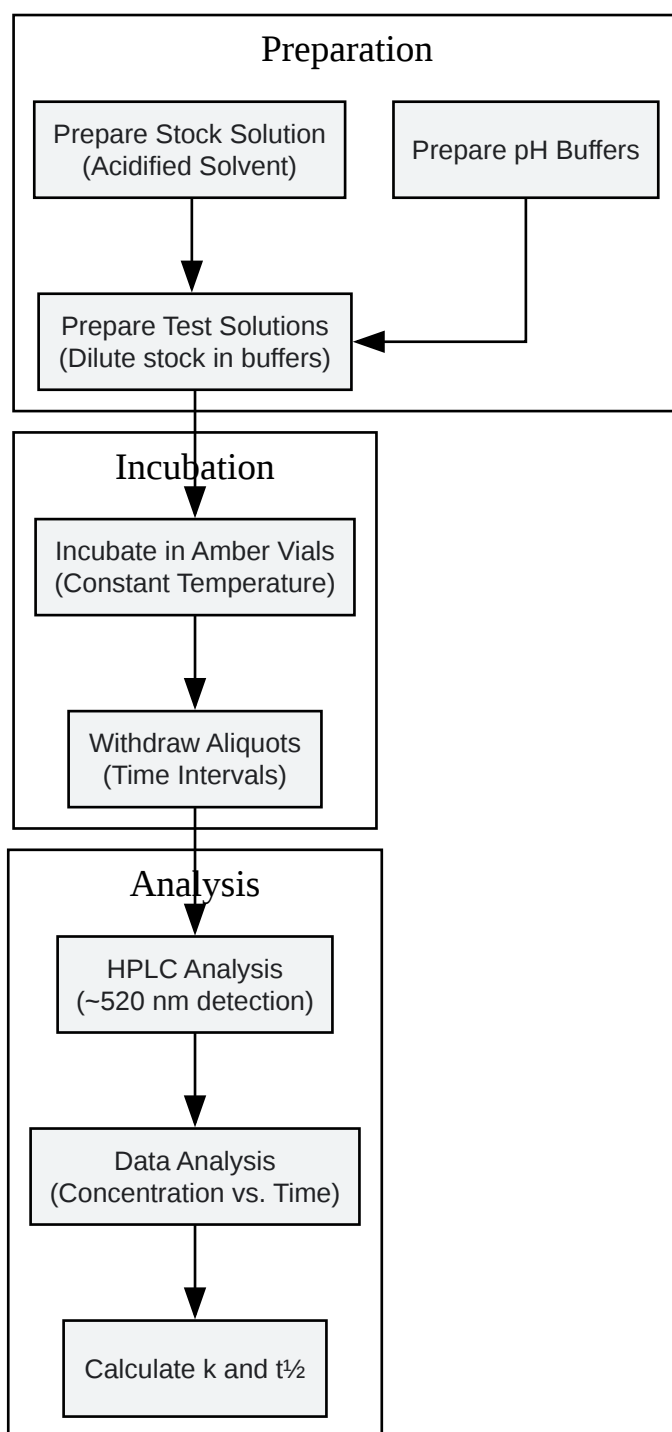 Preparation
Prepare Stock Solution
(Acidified Solvent)
Prepare pH Buffers
Prepare Test Solutions
(Dilute stock in buffers)
Incubation
Incubate in Amber Vials
(Constant Temperature)
Withdraw Aliquots
(Time Intervals)
Analysis
HPLC Analysis
(~520 nm detection)
Data Analysis
(Concentration vs. Time)
Calculate k and t½